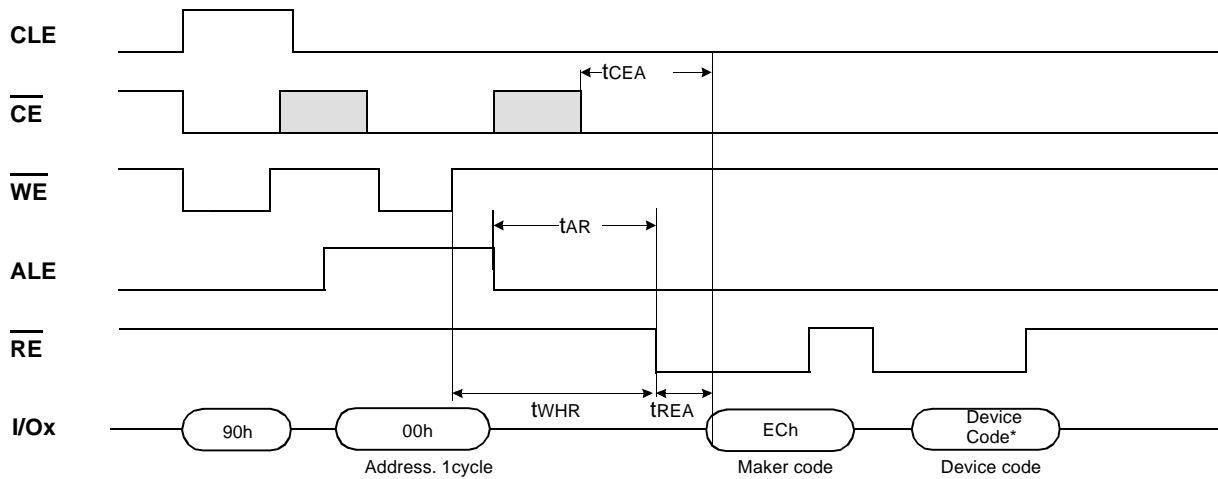 CLE
tCEA
CE
WE
tAR
ALE
RE
tWHR tREA
I/Ox 90h 00h ECh Device Code*
Address. 1cycle Maker code Device code